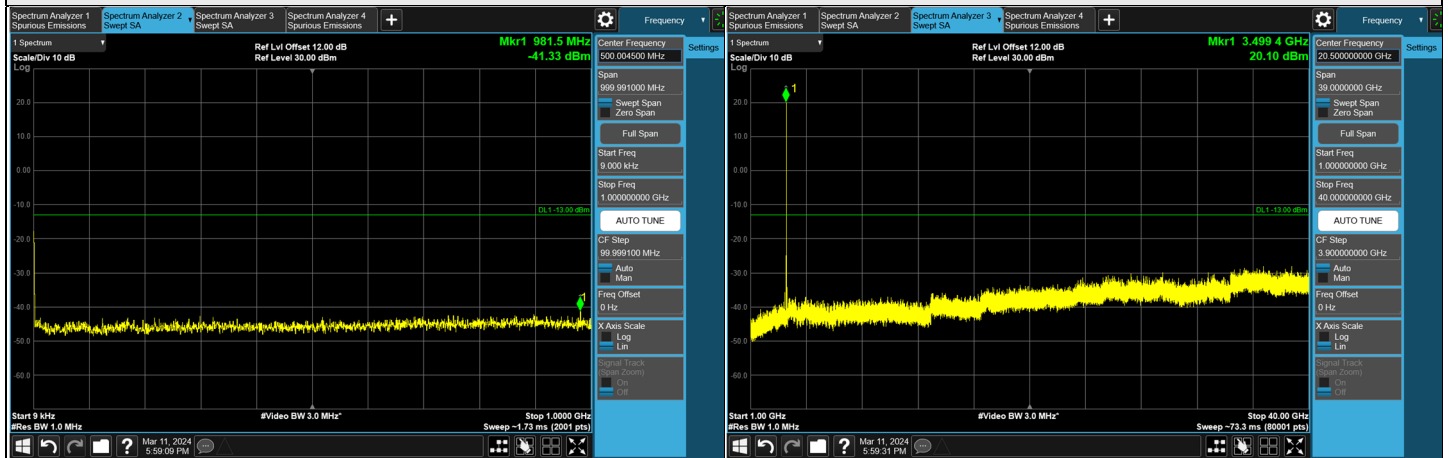 Spectrum Analyzer 1
Spurious Emissions
Spectrum Analyzer 2
Swept SA
Spectrum Analyzer 3
Swept SA
Spectrum Analyzer 4
Spurious Emissions
Frequency
1 Spectrum
Scale/Div 10 dB
Log
Ref Lvl Offset 12.00 dB
Ref Level 30.00 dBm
Mkr1 981.5 MHz
-41.33 dBm
20.0
10.0
0.00
-10.0
-20.0
-30.0
-40.0
-50.0
-60.0
DL1 -13.00 dBm
1
Start 9 kHz
#Res BW 1.0 MHz
#Video BW 3.0 MHz*
Stop 1.0000 GHz
Sweep ~1.73 ms (2001 pts)
Center Frequency
500.004500 MHz
Span
999.991000 MHz
Swept Span
Zero Span
Full Span
Start Freq
9.000 kHz
Stop Freq
1.000000000 GHz
AUTO TUNE
CF Step
99.999100 MHz
Auto
Man
Freq Offset
0 Hz
X Axis Scale
Log
Lin
Signal Track
(Span Zoom)
On
Off
Settings
Mar 11, 2024
5:59:09 PM
Spectrum Analyzer 1
Spurious Emissions
Spectrum Analyzer 2
Swept SA
Spectrum Analyzer 3
Swept SA
Spectrum Analyzer 4
Spurious Emissions
Frequency
1 Spectrum
Scale/Div 10 dB
Log
Ref Lvl Offset 12.00 dB
Ref Level 30.00 dBm
Mkr1 3.499 4 GHz
20.10 dBm
1
20.0
10.0
0.00
-10.0
-20.0
-30.0
-40.0
-50.0
-60.0
DL1 -13.00 dBm
Start 1.00 GHz
#Res BW 1.0 MHz
#Video BW 3.0 MHz*
Stop 40.00 GHz
Sweep ~73.3 ms (80001 pts)
Center Frequency
20.500000000 GHz
Span
39.0000000 GHz
Swept Span
Zero Span
Full Span
Start Freq
1.000000000 GHz
Stop Freq
40.000000000 GHz
AUTO TUNE
CF Step
3.900000000 GHz
Auto
Man
Freq Offset
0 Hz
X Axis Scale
Log
Lin
Signal Track
(Span Zoom)
On
Off
Settings
Mar 11, 2024
5:59:31 PM